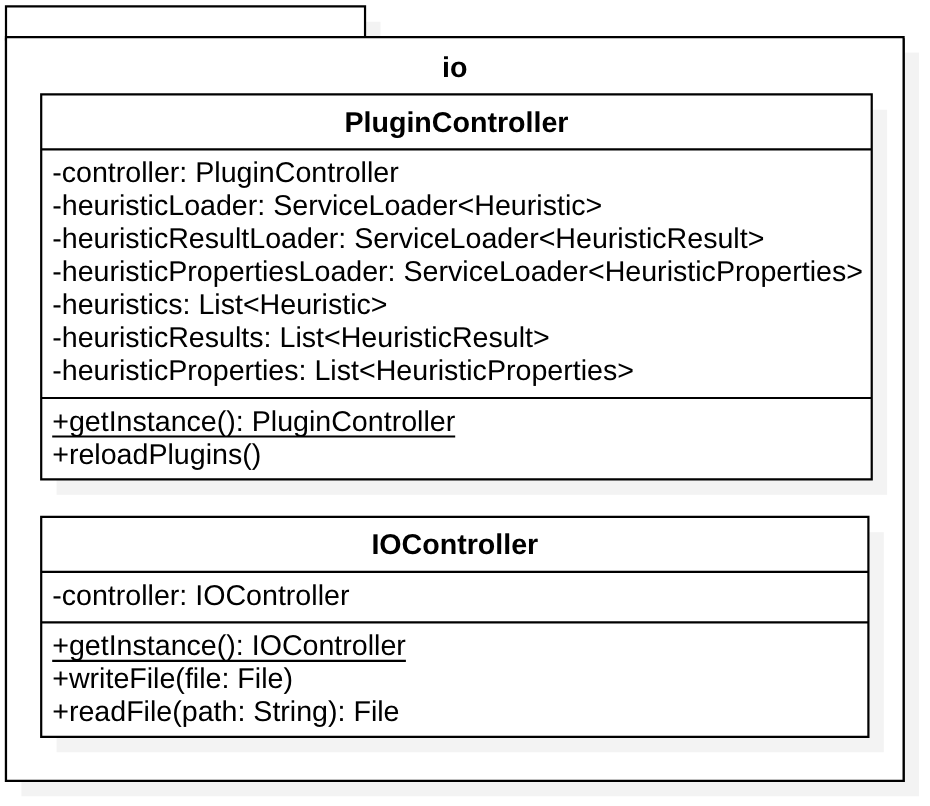 io
PluginController
-controller: PluginController
-heuristicLoader: ServiceLoader<Heuristic>
-heuristicResultLoader: ServiceLoader<HeuristicResult>
-heuristicPropertiesLoader: ServiceLoader<HeuristicProperties>
-heuristics: List<Heuristic>
-heuristicResults: List<HeuristicResult>
-heuristicProperties: List<HeuristicProperties>
+getInstance(): PluginController
+reloadPlugins()
IOController
-controller: IOController
+getInstance(): IOController
+writeFile(file: File)
+readFile(path: String): File